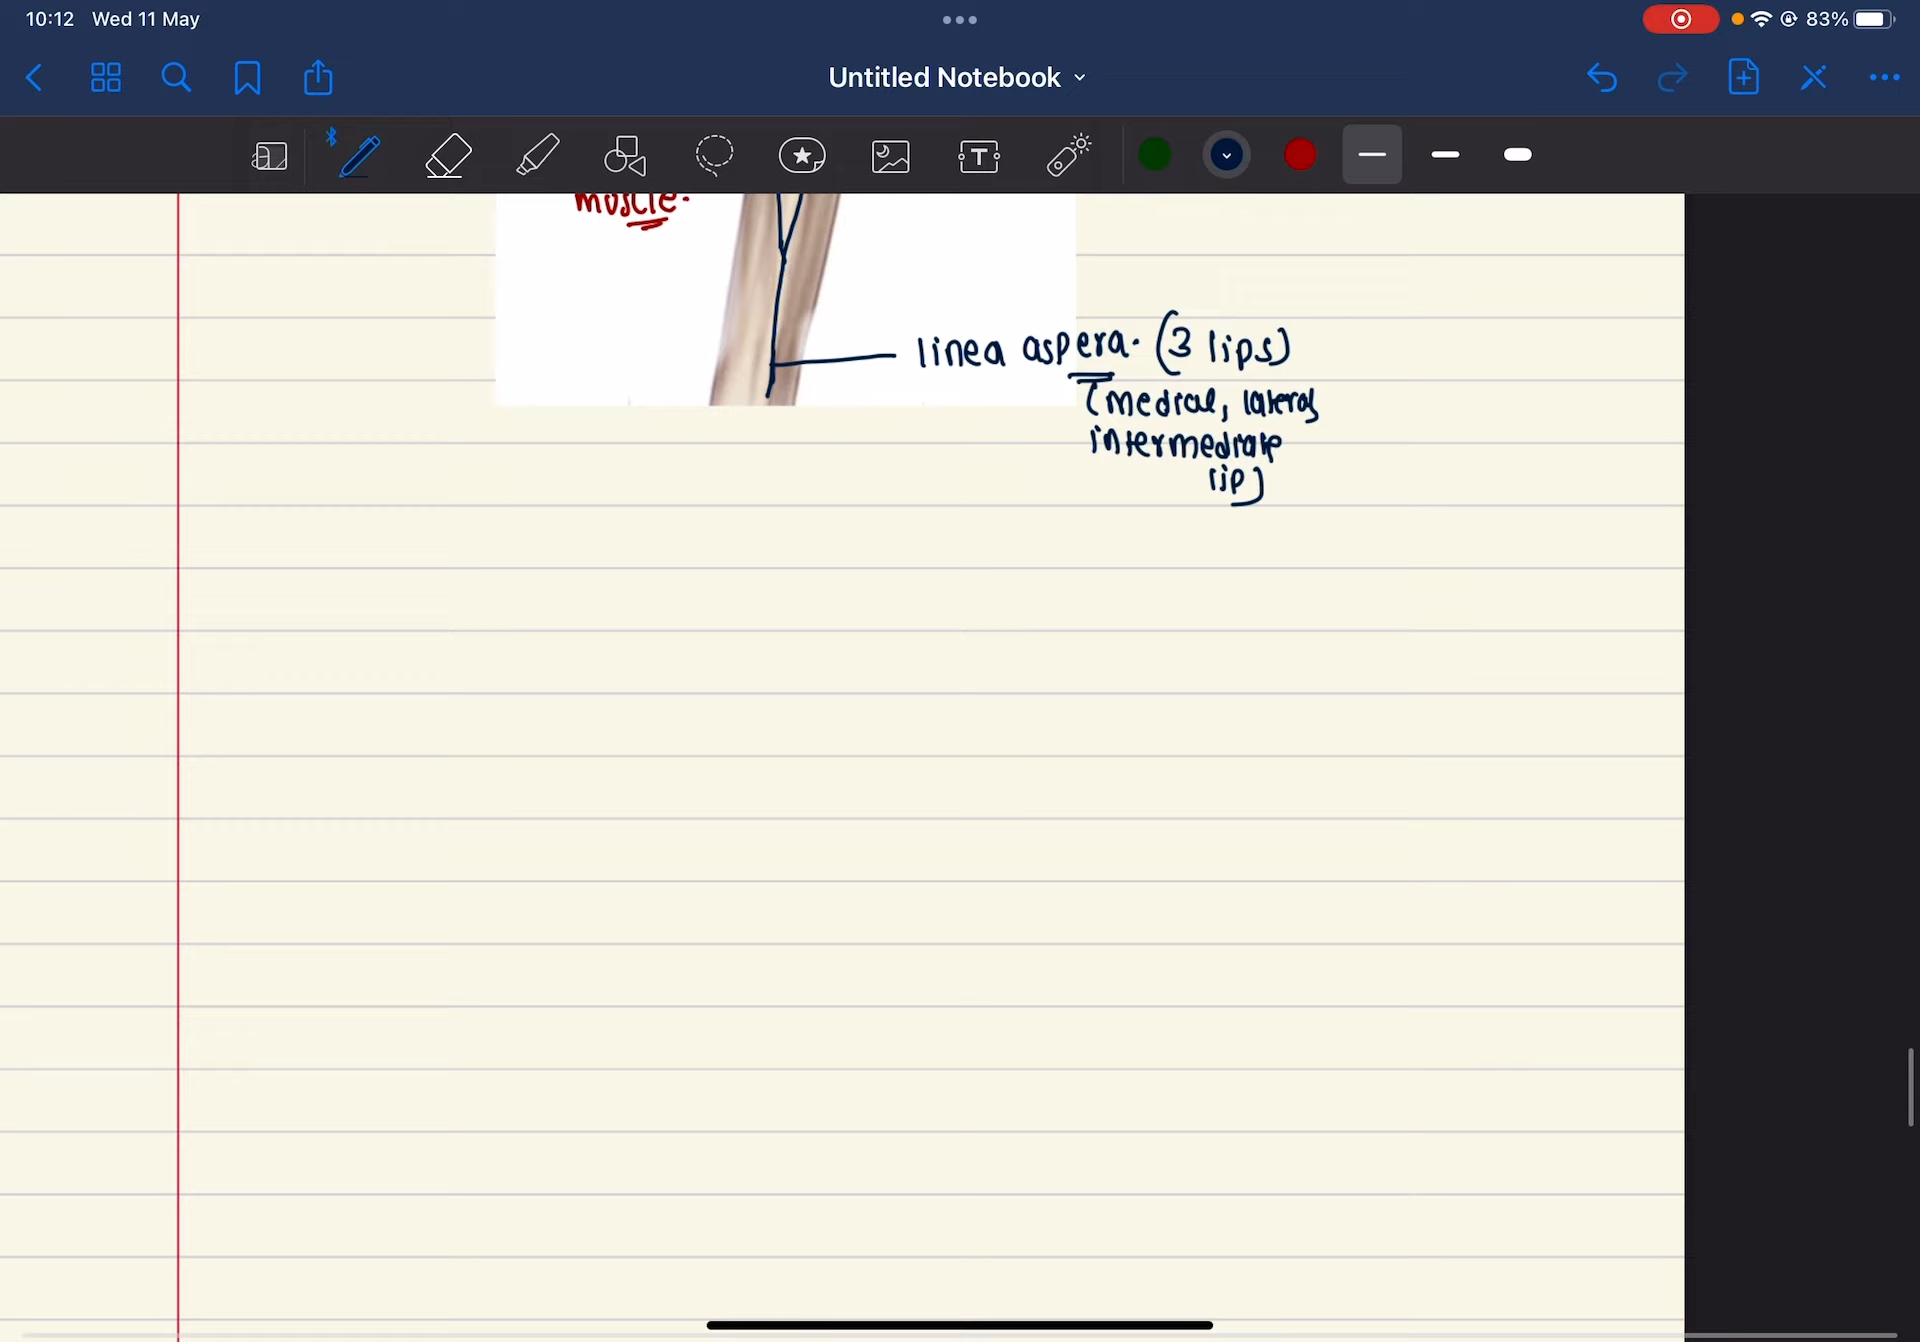 10:12 Wed 11 May
83%
Untitled Notebook
T
muscle.
linea aspera. (3 lips)
(medial, lateral
intermediate
lip)